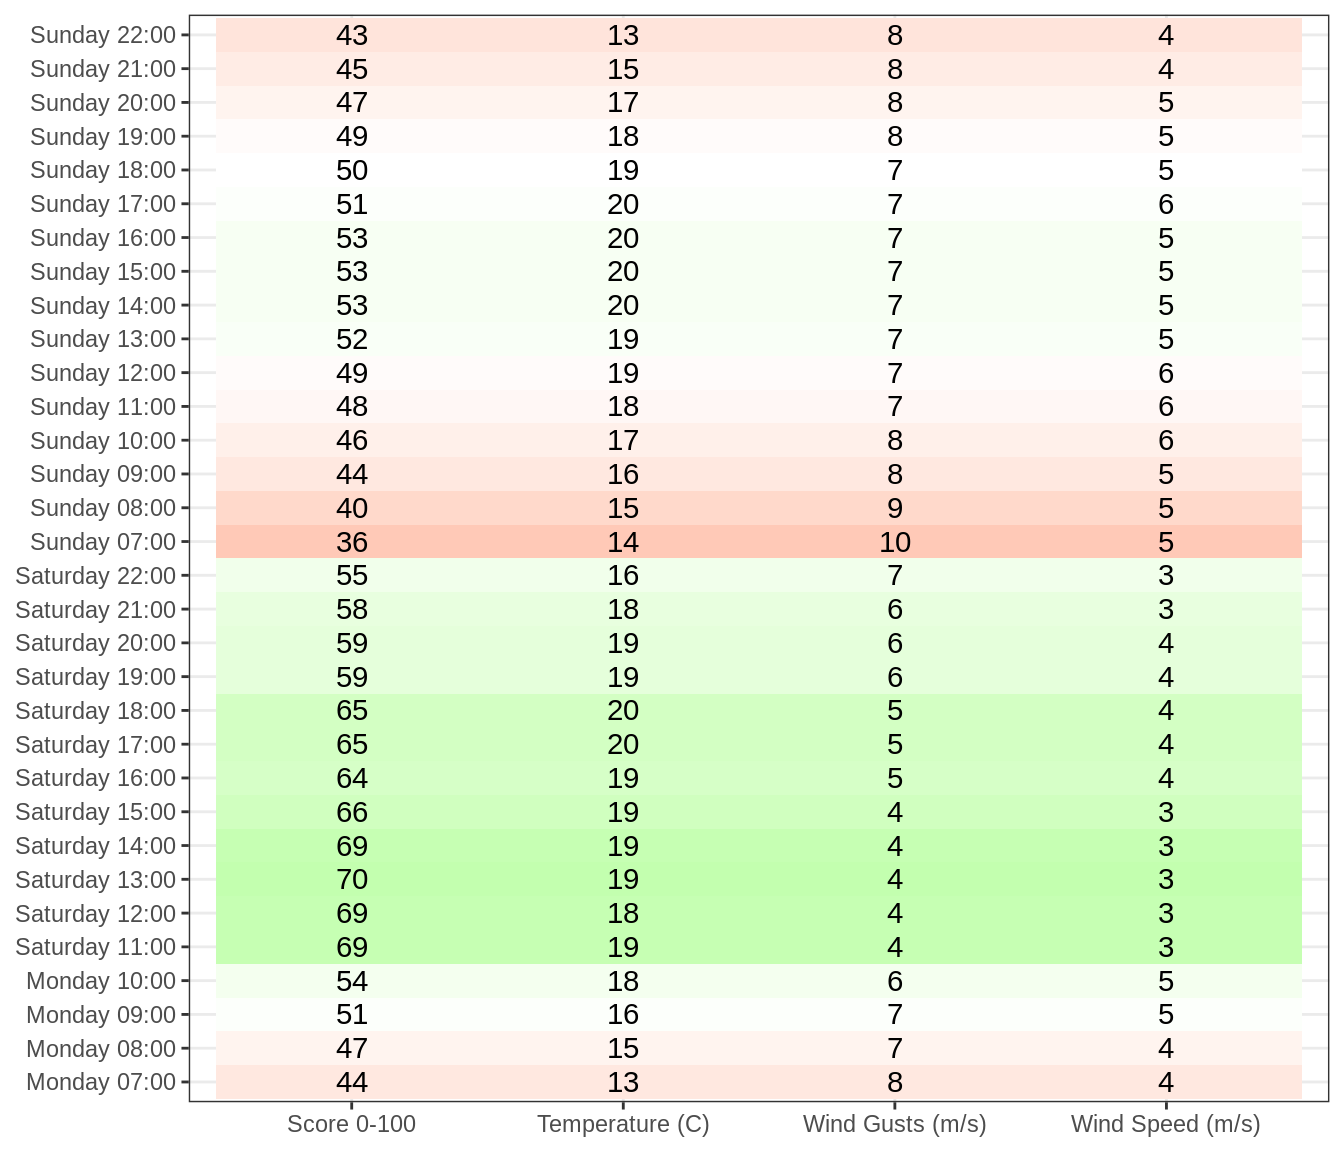 Sunday 22:00 43 13 8 4
Sunday 21:00 45 15 8 4
Sunday 20:00 47 17 8 5
Sunday 19:00 49 18 8 5
Sunday 18:00 50 19 7 5
Sunday 17:00 51 20 7 6
Sunday 16:00 53 20 7 5
Sunday 15:00 53 20 7 5
Sunday 14:00 53 20 7 5
Sunday 13:00 52 19 7 5
Sunday 12:00 49 19 7 6
Sunday 11:00 48 18 7 6
Sunday 10:00 46 17 8 6
Sunday 09:00 44 16 8 5
Sunday 08:00 40 15 9 5
Sunday 07:00 36 14 10 5
Saturday 22:00 55 16 7 3
Saturday 21:00 58 18 6 3
Saturday 20:00 59 19 6 4
Saturday 19:00 59 19 6 4
Saturday 18:00 65 20 5 4
Saturday 17:00 65 20 5 4
Saturday 16:00 64 19 5 4
Saturday 15:00 66 19 4 3
Saturday 14:00 69 19 4 3
Saturday 13:00 70 19 4 3
Saturday 12:00 69 18 4 3
Saturday 11:00 69 19 4 3
Monday 10:00 54 18 6 5
Monday 09:00 51 16 7 5
Monday 08:00 47 15 7 4
Monday 07:00 44 13 8 4
Score 0-100 Temperature (C) Wind Gusts (m/s) Wind Speed (m/s)